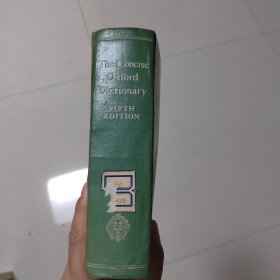 The Concise
Oxford
Dictionary
FIFTH
EDITION